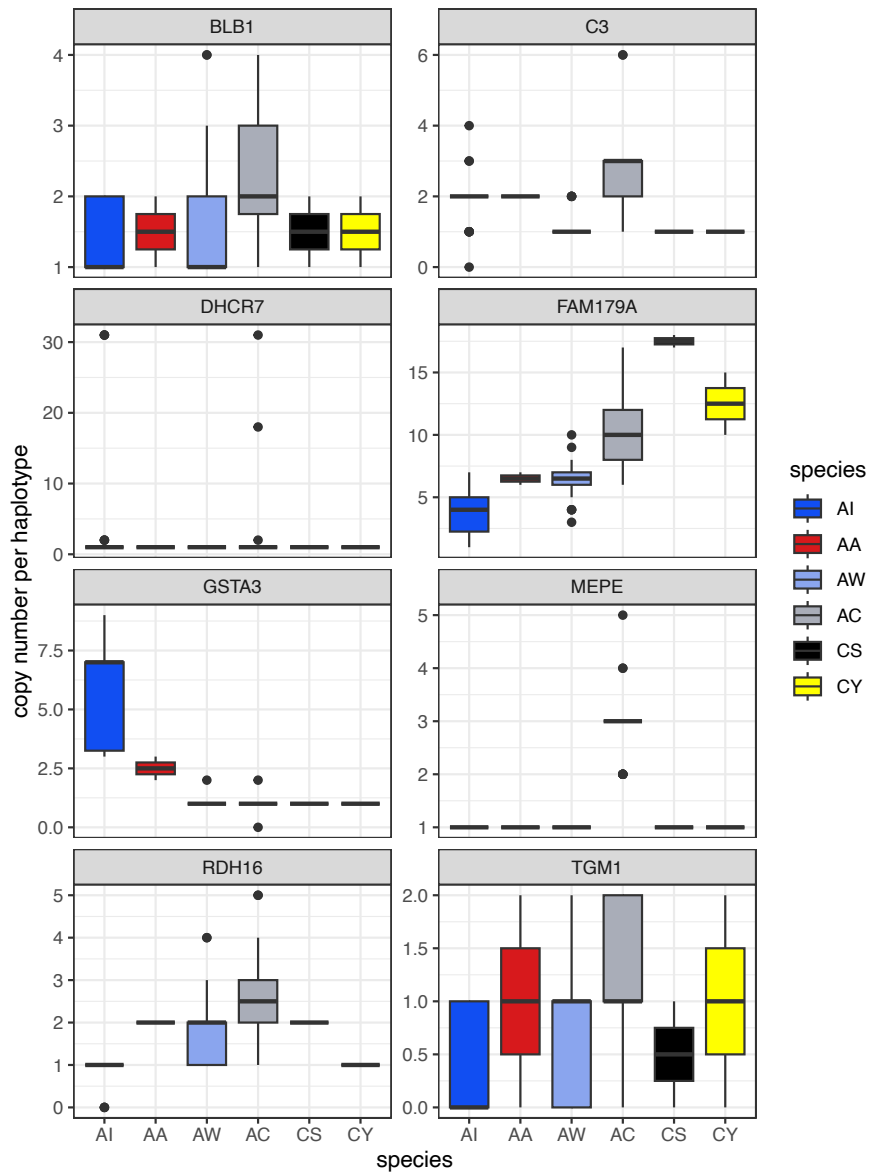 BLB1
C3
4
3
2
1
6
4
2
0
DHCR7
FAM179A
30
20
10
0
15
10
5
GSTA3
MEPE
7.5
5.0
2.5
0.0
5
4
3
2
1
RDH16
TGM1
5
4
3
2
1
0
2.0
1.5
1.0
0.5
0.0
AI AA AW AC CS CY
AI AA AW AC CS CY
species
copy number per haplotype
species
AI
AA
AW
AC
CS
CY